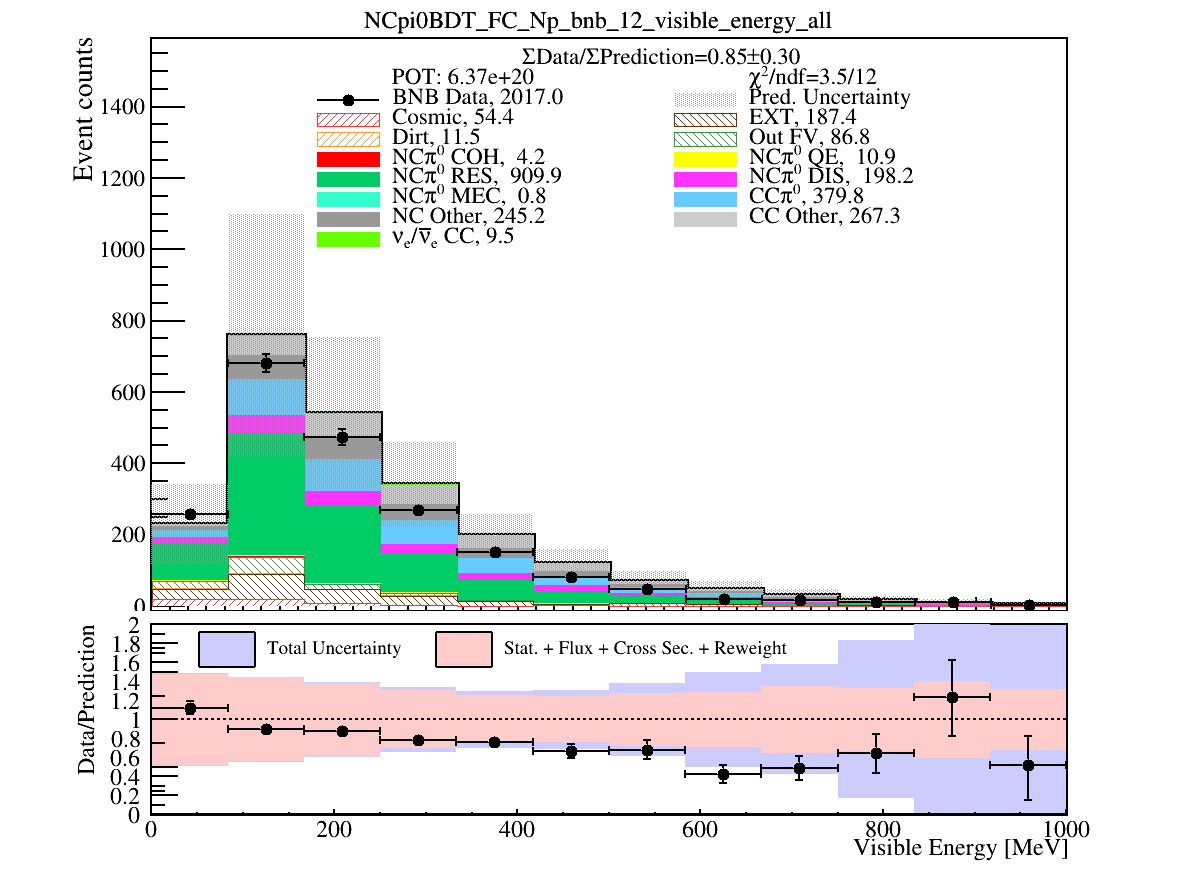 NCpi0BDT_FC_Np_bnb_12_visible_energy_all
ΣData/ΣPrediction=0.85±0.30
POT: 6.37e+20
χ²/ndf=3.5/12
BNB Data, 2017.0
Pred. Uncertainty
Cosmic, 54.4
EXT, 187.4
Dirt, 11.5
Out FV, 86.8
NCπ⁰ COH, 4.2
NCπ⁰ QE, 10.9
NCπ⁰ RES, 909.9
NCπ⁰ DIS, 198.2
NCπ⁰ MEC, 0.8
CCπ⁰, 379.8
NC Other, 245.2
CC Other, 267.3
νₑ/ν̅ₑ CC, 9.5
Event counts
1400
1200
1000
800
600
400
200
0
Total Uncertainty
Stat. + Flux + Cross Sec. + Reweight
Data/Prediction
2
1.8
1.6
1.4
1.2
1
0.8
0.6
0.4
0.2
0
0 200 400 600 800 1000
Visible Energy [MeV]